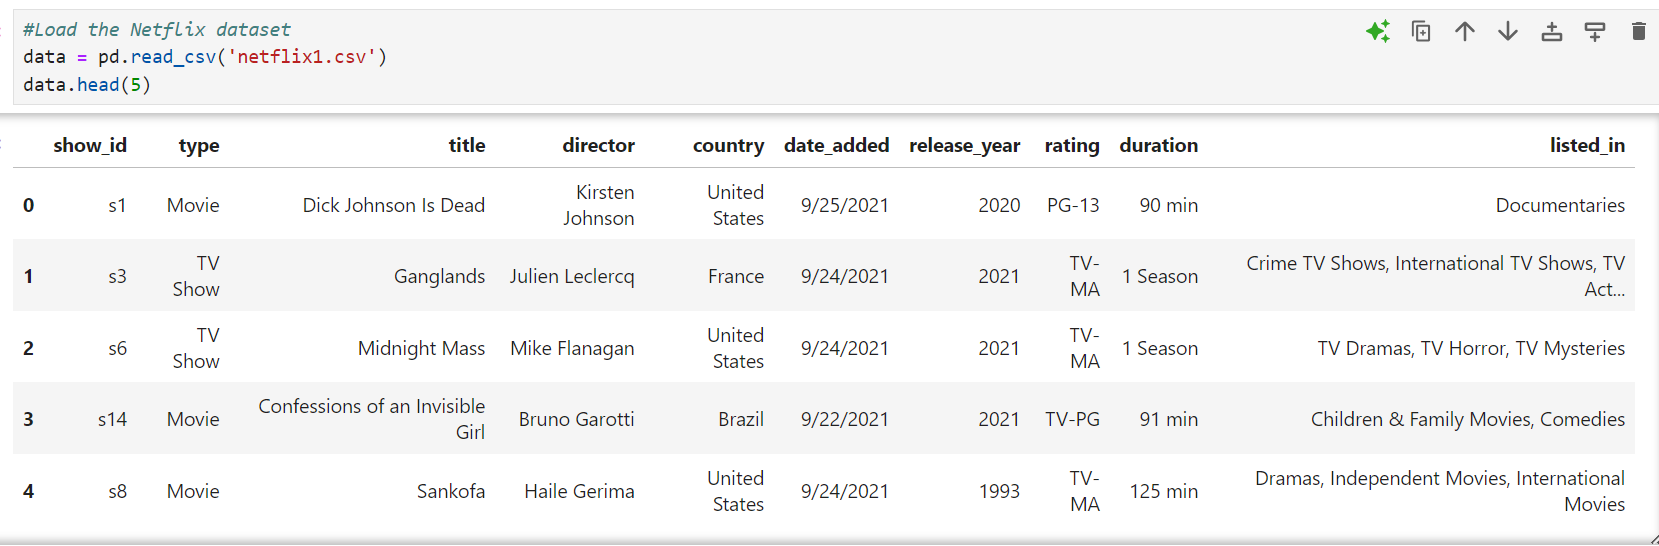 #Load the Netflix dataset
data = pd.read_csv('netflix1.csv')
data.head(5)
show_id type title director country date_added release_year rating duration listed_in
0 s1 Movie Dick Johnson Is Dead Kirsten Johnson United States 9/25/2021 2020 PG-13 90 min Documentaries
1 s3 TV Show Ganglands Julien Leclercq France 9/24/2021 2021 TV-MA 1 Season Crime TV Shows, International TV Shows, TV Act...
2 s6 TV Show Midnight Mass Mike Flanagan United States 9/24/2021 2021 TV-MA 1 Season TV Dramas, TV Horror, TV Mysteries
3 s14 Movie Confessions of an Invisible Girl Bruno Garotti Brazil 9/22/2021 2021 TV-PG 91 min Children & Family Movies, Comedies
4 s8 Movie Sankofa Haile Gerima United States 9/24/2021 1993 TV-MA 125 min Dramas, Independent Movies, International Movies